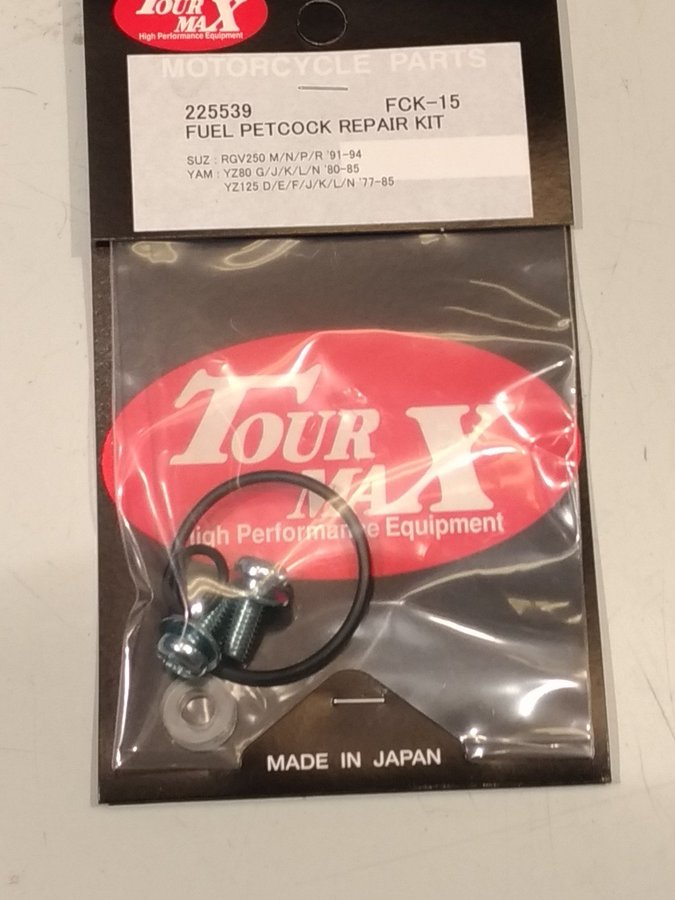 TOUR
MAX
High Performance Equipment
MOTORCYCLE PARTS
225539 FCK-15
FUEL PETCOCK REPAIR KIT
SUZ : RGV250 M/N/P/R '91-94
YAM : YZ80 G/J/K/L/N '80-85
YZ125 D/E/F/J/K/L/N '77-85
TOUR
MAX
High Performance Equipment
MADE IN JAPAN